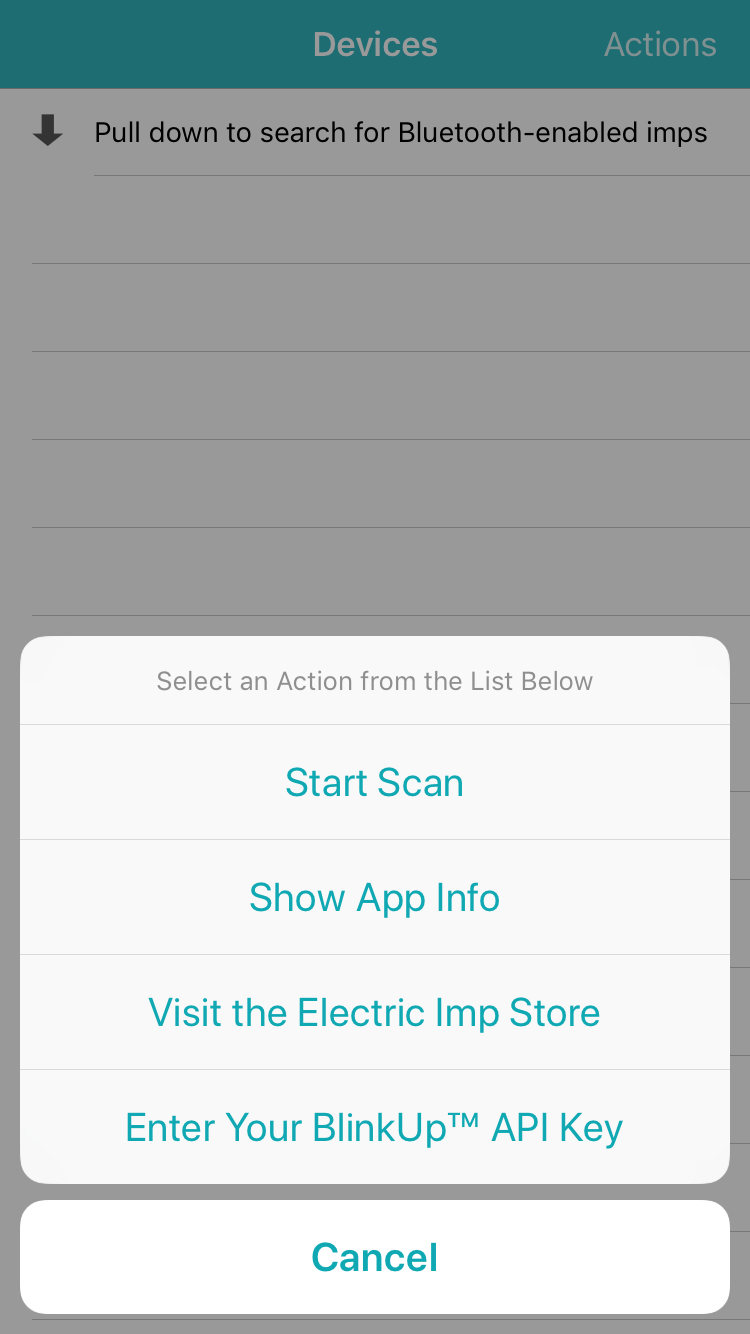 Devices
Actions
Pull down to search for Bluetooth-enabled imps
Select an Action from the List Below
Start Scan
Show App Info
Visit the Electric Imp Store
Enter Your BlinkUp™ API Key
Cancel